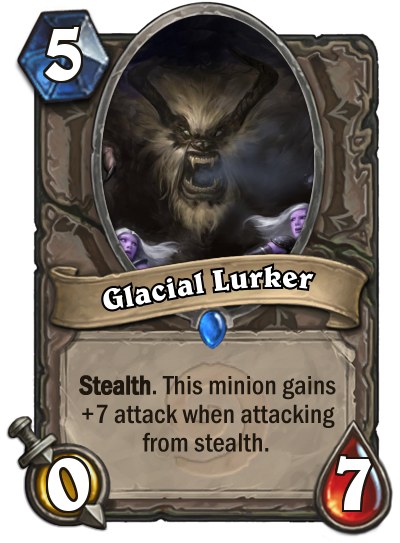 5
Glacial Lurker
Stealth. This minion gains
+7 attack when attacking
from stealth.
0
7